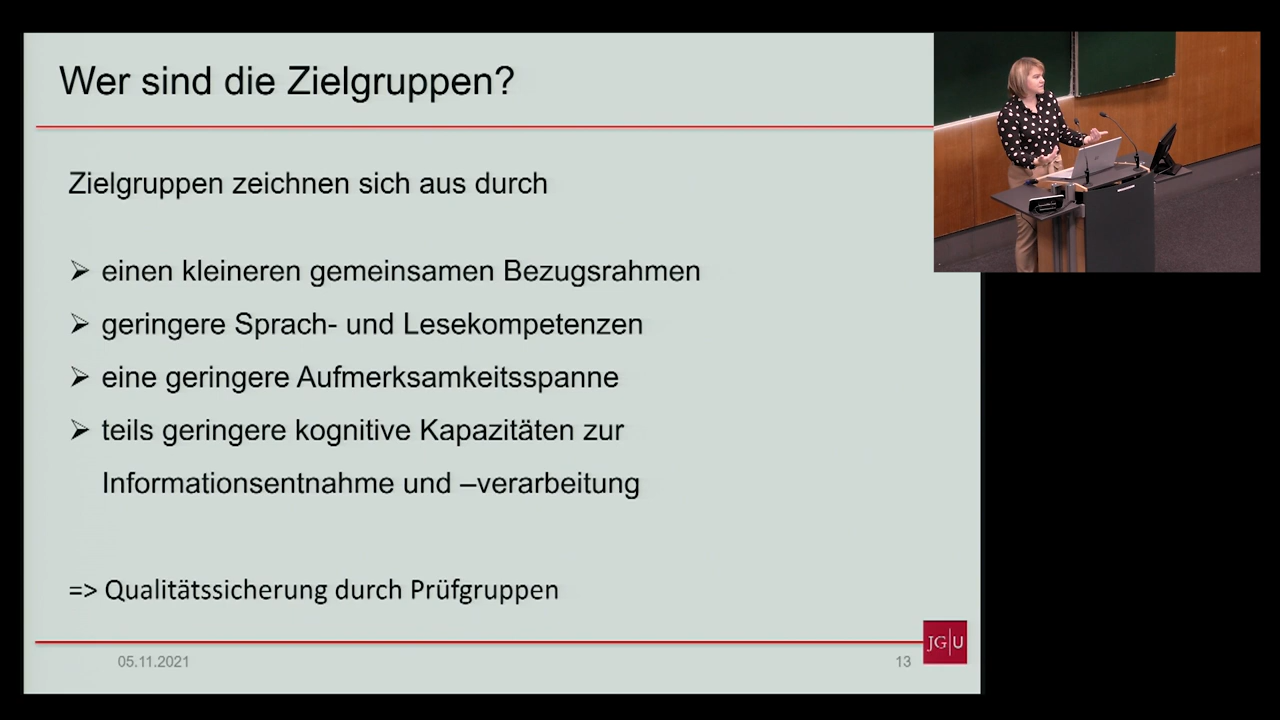 Wer sind die Zielgruppen?
Zielgruppen zeichnen sich aus durch
➢ einen kleineren gemeinsamen Bezugsrahmen
➢ geringere Sprach- und Lesekompetenzen
➢ eine geringere Aufmerksamkeitsspanne
➢ teils geringere kognitive Kapazitäten zur
Informationsentnahme und –verarbeitung
=> Qualitätssicherung durch Prüfgruppen
05.11.2021
13
JG|U